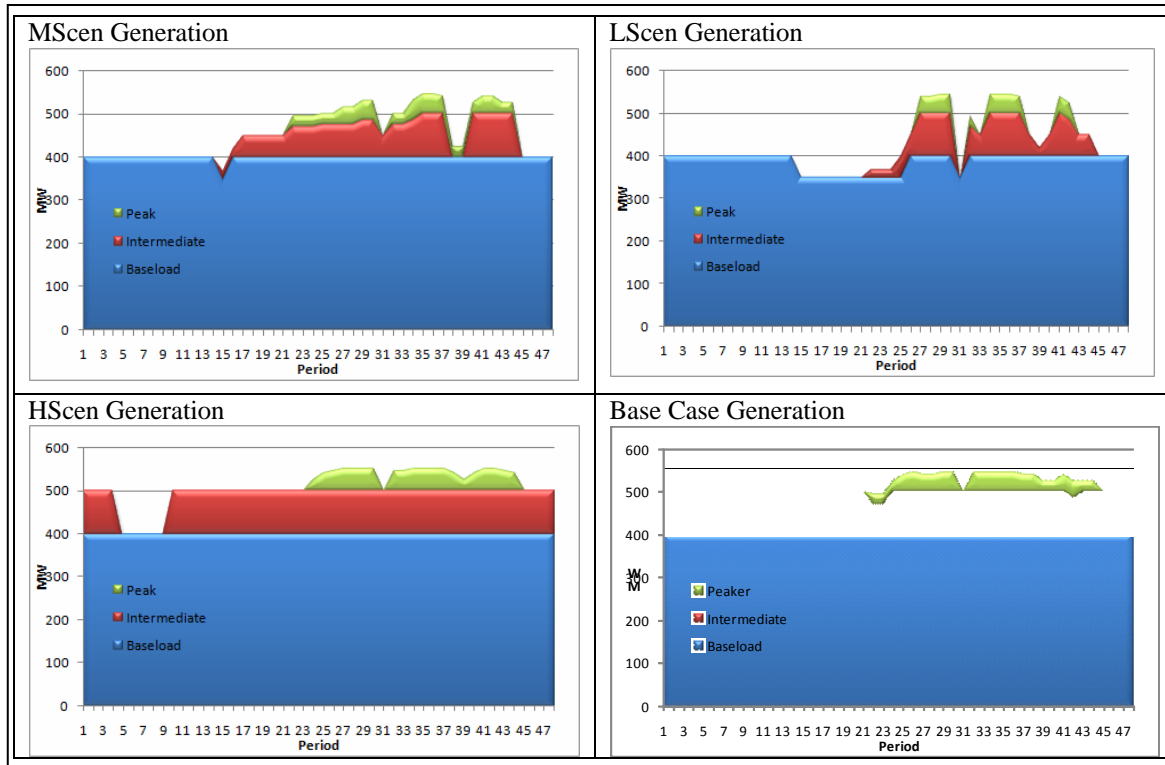 MScen Generation
600
500
400
300
200
100
0
MW
Peak
Intermediate
Baseload
1 3 5 7 9 11 13 15 17 19 21 23 25 27 29 31 33 35 37 39 41 43 45 47
Period
LScen Generation
600
500
400
300
200
100
0
MW
Peak
Intermediate
Baseload
1 3 5 7 9 11 13 15 17 19 21 23 25 27 29 31 33 35 37 39 41 43 45 47
Period
HScen Generation
600
500
400
300
200
100
0
MW
Peak
Intermediate
Baseload
1 3 5 7 9 11 13 15 17 19 21 23 25 27 29 31 33 35 37 39 41 43 45 47
Period
Base Case Generation
600
500
400
300
200
100
0
MW
Peaker
Intermediate
Baseload
1 3 5 7 9 11 13 15 17 19 21 23 25 27 29 31 33 35 37 39 41 43 45 47
Period